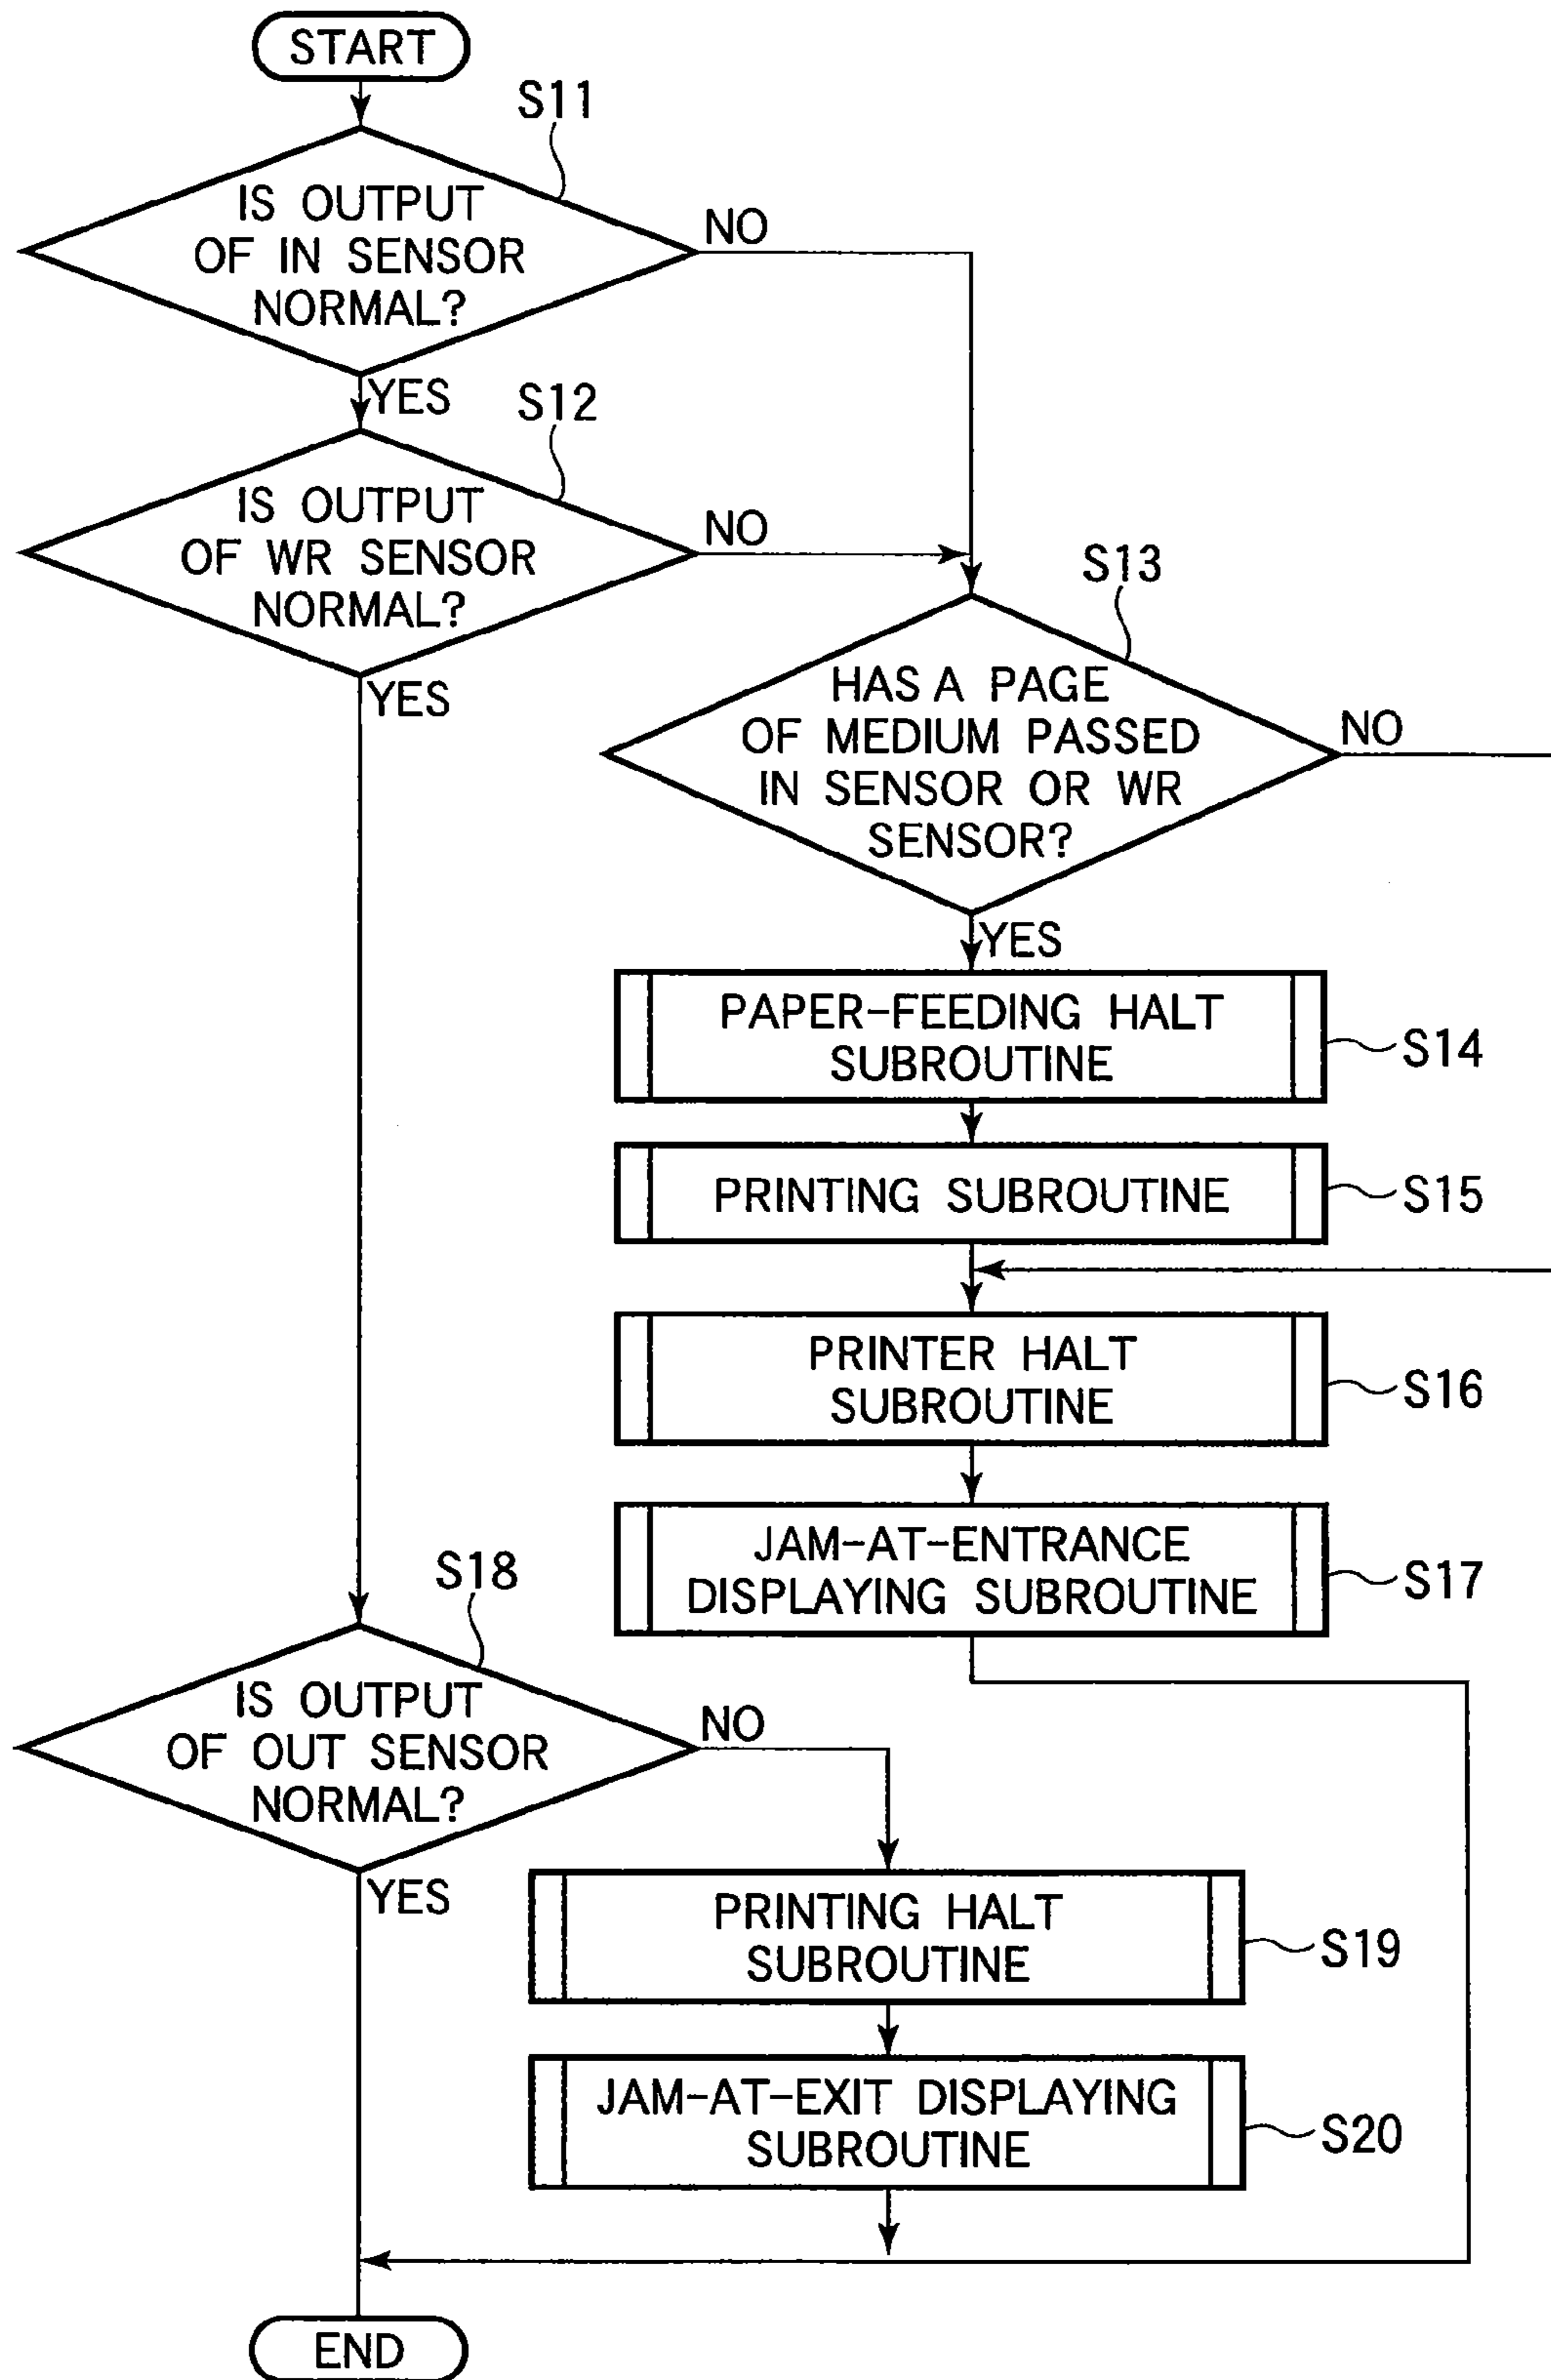 START
S11
IS OUTPUT
OF IN SENSOR
NORMAL?
NO
YES
S12
IS OUTPUT
OF WR SENSOR
NORMAL?
NO
YES
S13
HAS A PAGE
OF MEDIUM PASSED
IN SENSOR OR WR
SENSOR?
NO
YES
PAPER-FEEDING HALT
SUBROUTINE
S14
PRINTING SUBROUTINE
S15
PRINTER HALT
SUBROUTINE
S16
JAM-AT-ENTRANCE
DISPLAYING SUBROUTINE
S17
S18
IS OUTPUT
OF OUT SENSOR
NORMAL?
NO
YES
PRINTING HALT
SUBROUTINE
S19
JAM-AT-EXIT DISPLAYING
SUBROUTINE
S20
END